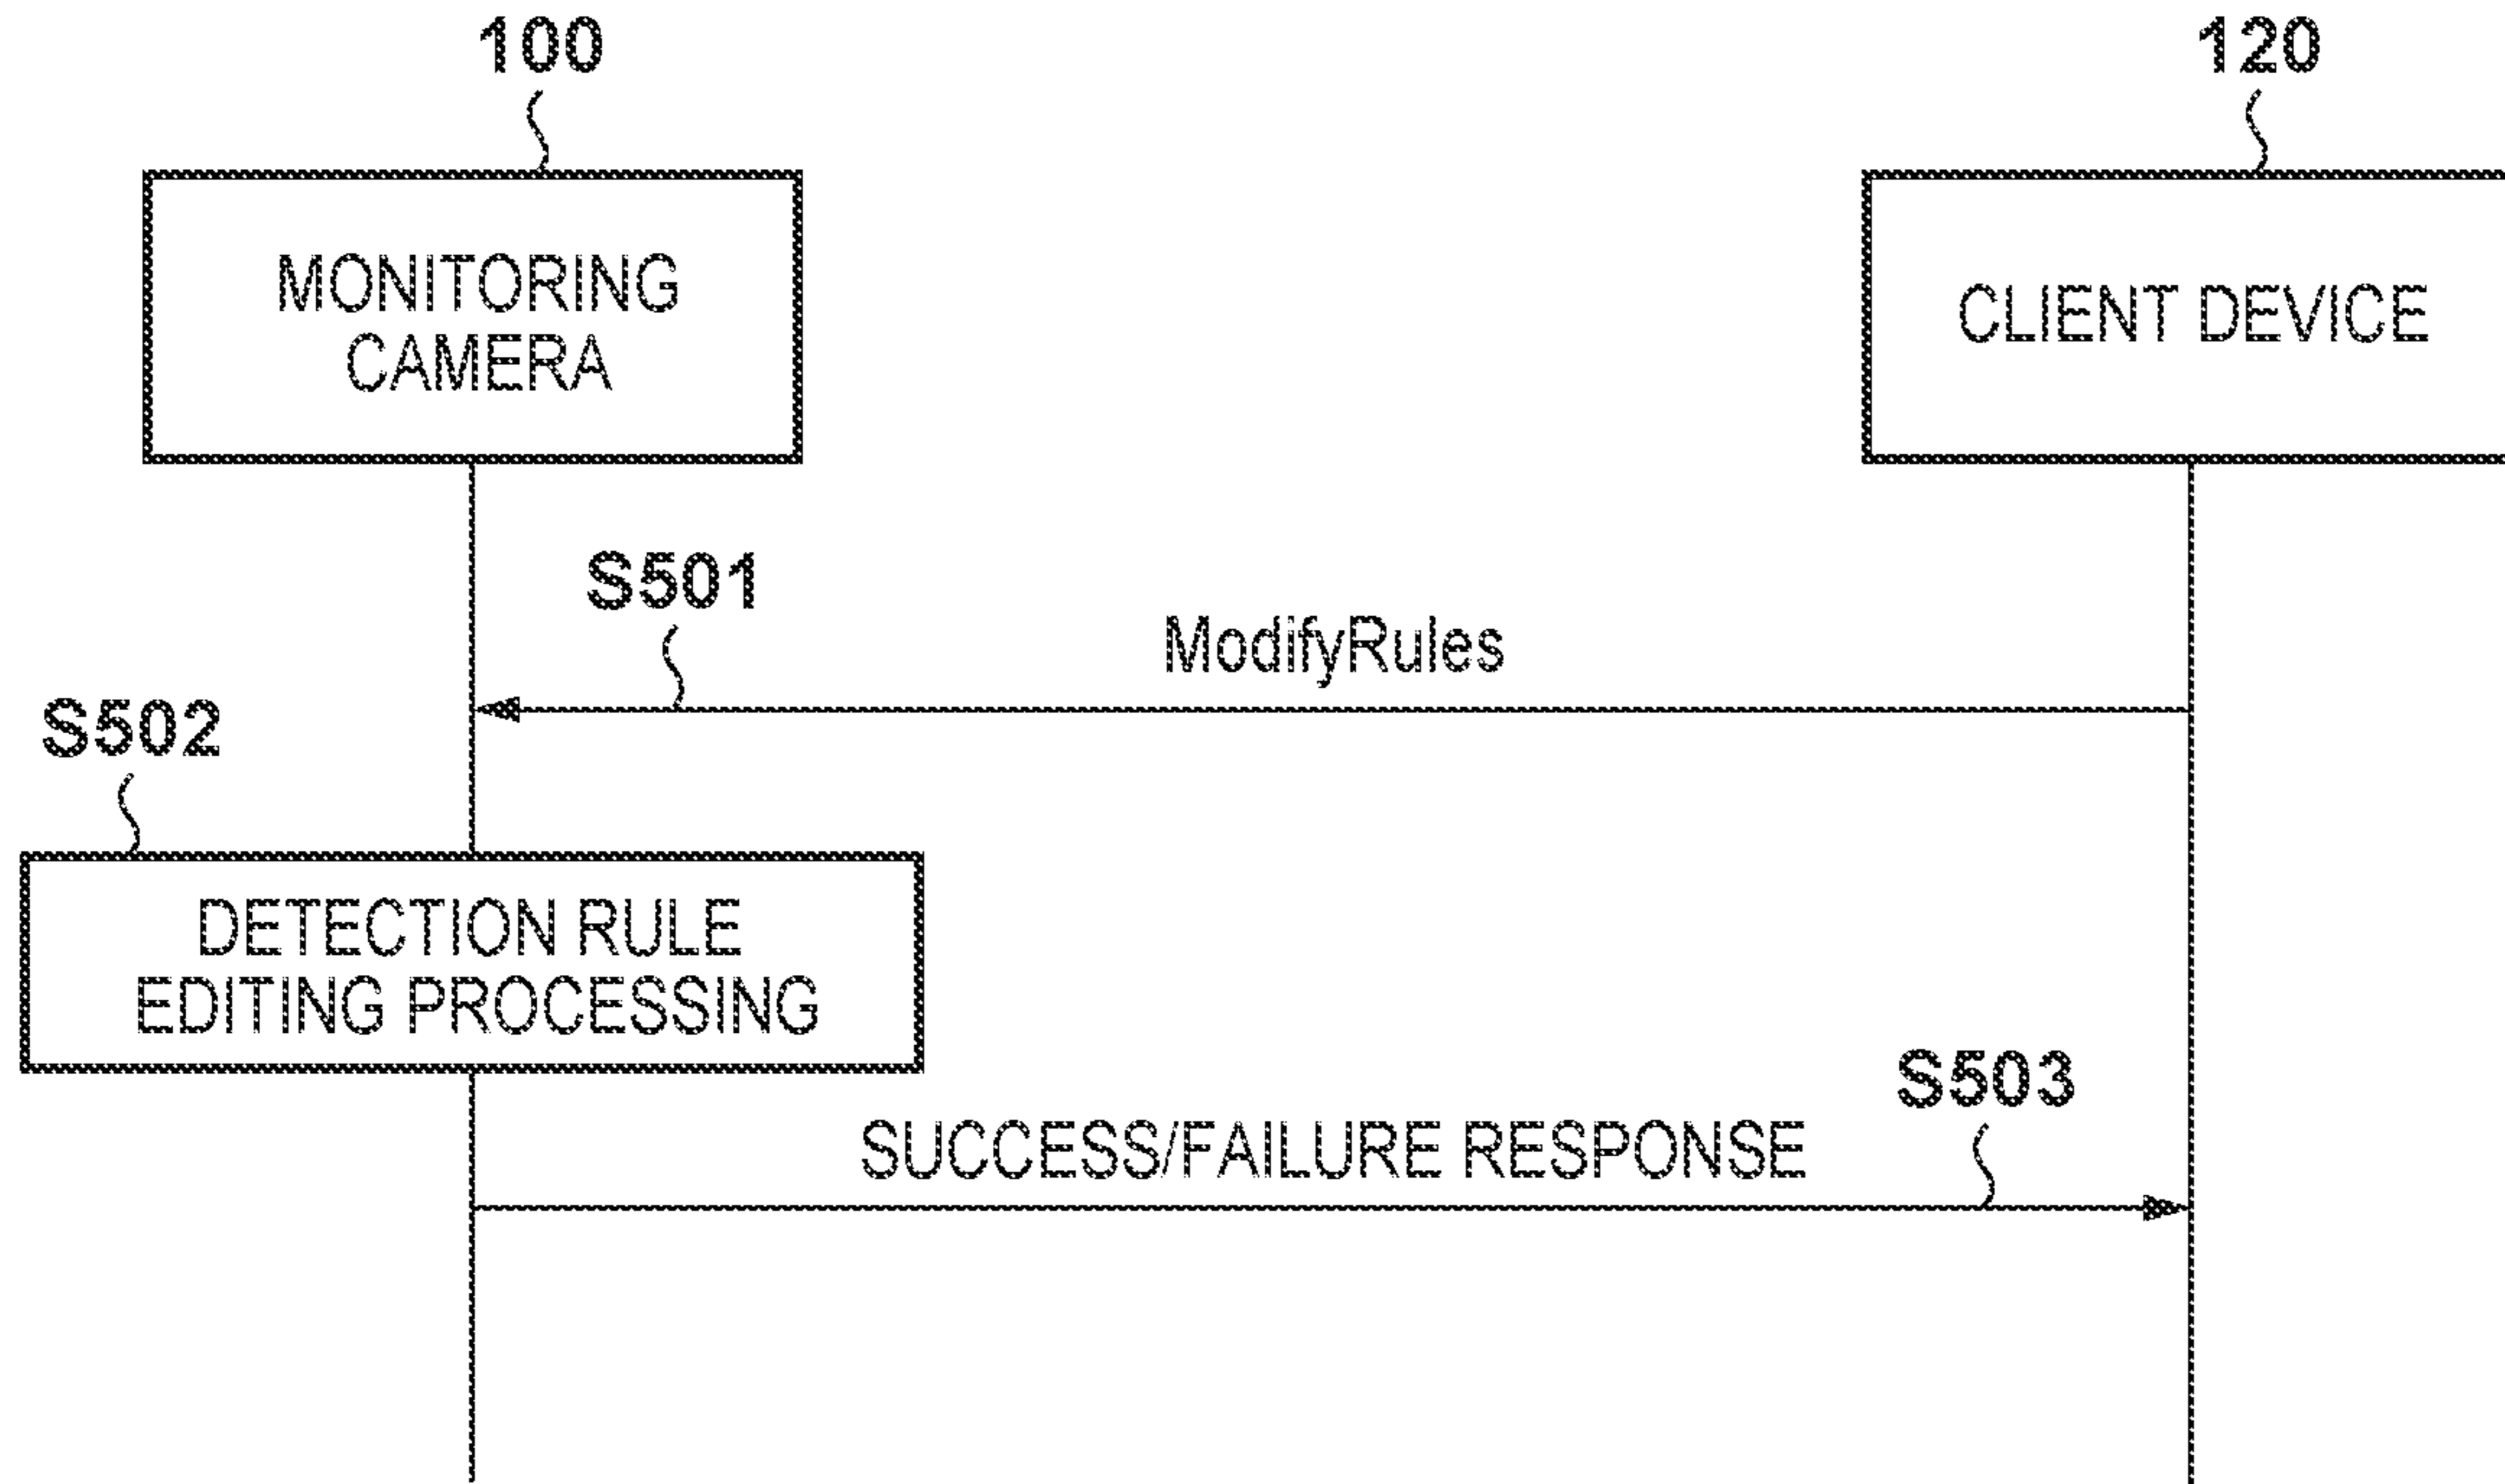 100
120
MONITORING
CAMERA
CLIENT DEVICE
S501
ModifyRules
S502
DETECTION RULE
EDITING PROCESSING
S503
SUCCESS/FAILURE RESPONSE